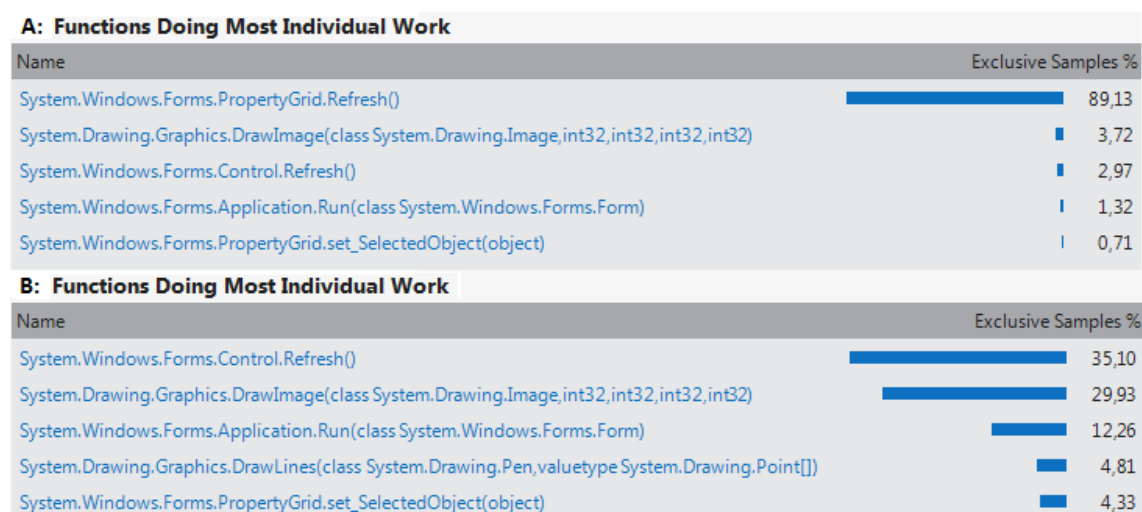 A: Functions Doing Most Individual Work
Name Exclusive Samples %
System.Windows.Forms.PropertyGrid.Refresh() 89,13
System.Drawing.Graphics.DrawImage(class System.Drawing.Image,int32,int32,int32,int32) 3,72
System.Windows.Forms.Control.Refresh() 2,97
System.Windows.Forms.Application.Run(class System.Windows.Forms.Form) 1,32
System.Windows.Forms.PropertyGrid.set_SelectedObject(object) 0,71
B: Functions Doing Most Individual Work
Name Exclusive Samples %
System.Windows.Forms.Control.Refresh() 35,10
System.Drawing.Graphics.DrawImage(class System.Drawing.Image,int32,int32,int32,int32) 29,93
System.Windows.Forms.Application.Run(class System.Windows.Forms.Form) 12,26
System.Drawing.Graphics.DrawLines(class System.Drawing.Pen,valuetype System.Drawing.Point[]) 4,81
System.Windows.Forms.PropertyGrid.set_SelectedObject(object) 4,33